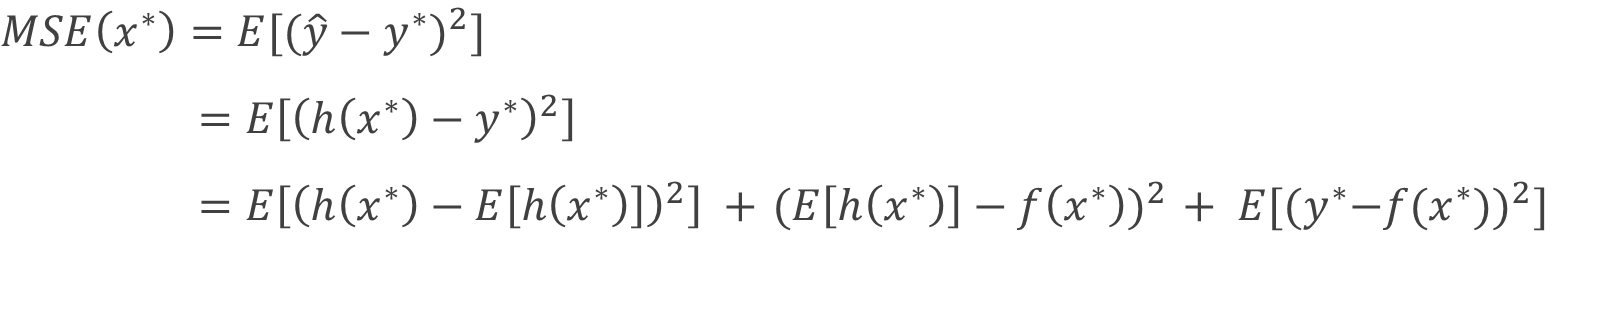 MSE(x*) = E[(ŷ − y*)²]
= E[(h(x*) − y*)²]
= E[(h(x*) − E[h(x*)])²] + (E[h(x*)] − f(x*))² + E[(y*−f(x*))²]